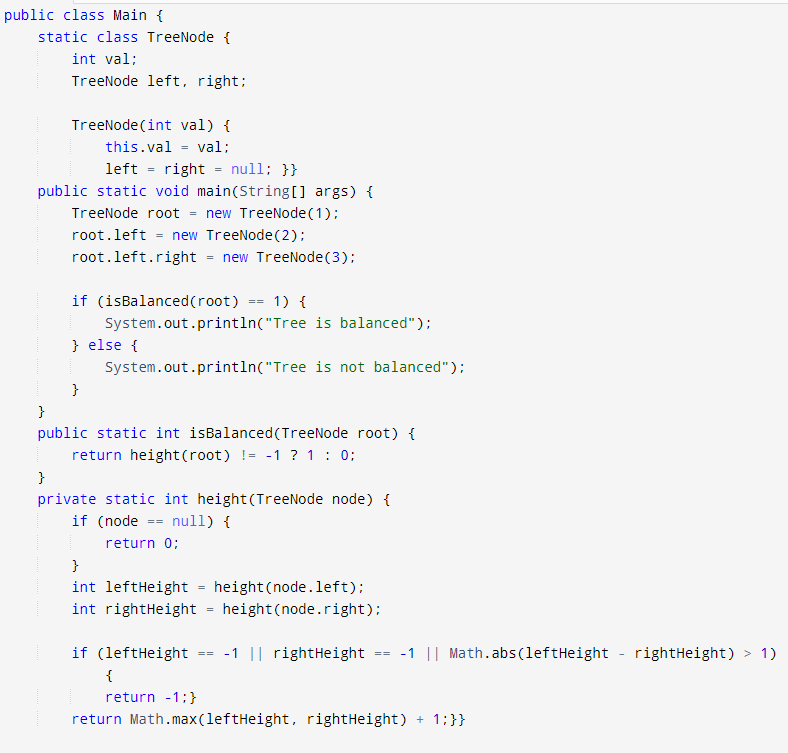 public class Main {
    static class TreeNode {
        int val;
        TreeNode left, right;

        TreeNode(int val) {
            this.val = val;
            left = right = null; }}
    public static void main(String[] args) {
        TreeNode root = new TreeNode(1);
        root.left = new TreeNode(2);
        root.left.right = new TreeNode(3);

        if (isBalanced(root) == 1) {
            System.out.println("Tree is balanced");
        } else {
            System.out.println("Tree is not balanced");
        }
    }
    public static int isBalanced(TreeNode root) {
        return height(root) != -1 ? 1 : 0;
    }
    private static int height(TreeNode node) {
        if (node == null) {
            return 0;
        }
        int leftHeight = height(node.left);
        int rightHeight = height(node.right);

        if (leftHeight == -1 || rightHeight == -1 || Math.abs(leftHeight - rightHeight) > 1)
            {
            return -1;}
        return Math.max(leftHeight, rightHeight) + 1;}}